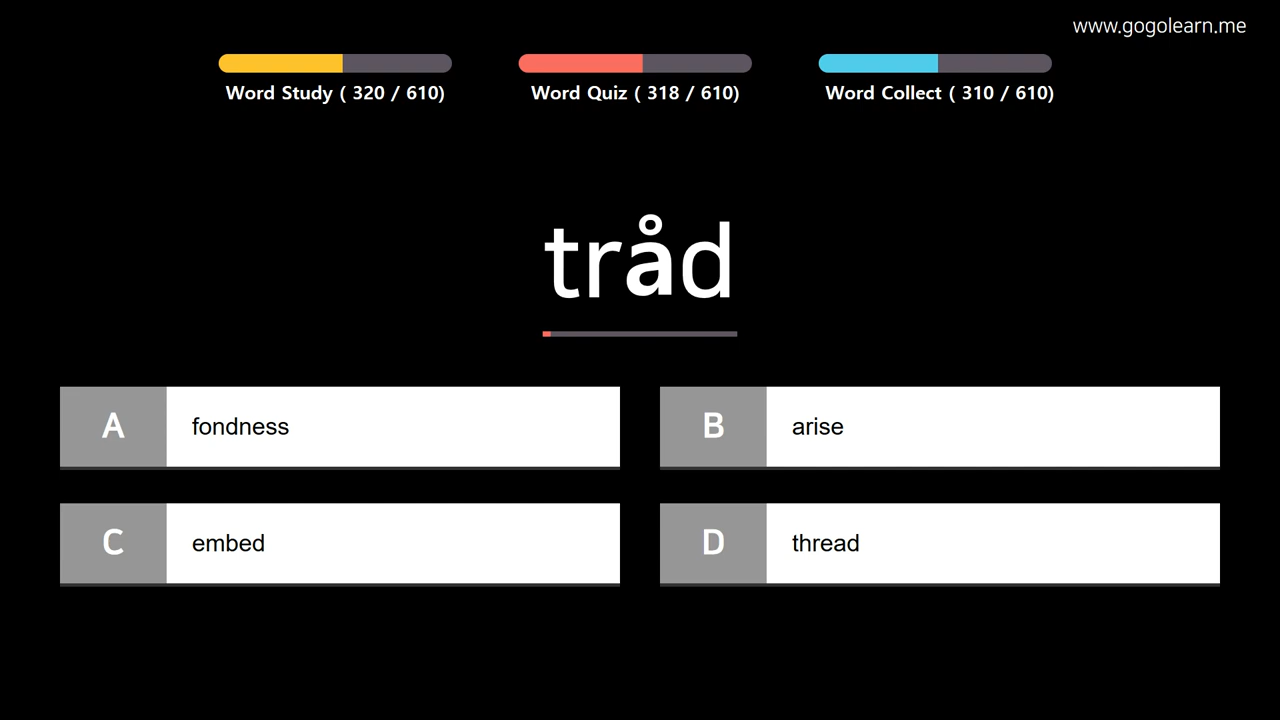 www.gogolearn.me
Word Study ( 320 / 610)
Word Quiz ( 318 / 610)
Word Collect ( 310 / 610)
tråd
A fondness
B arise
C embed
D thread